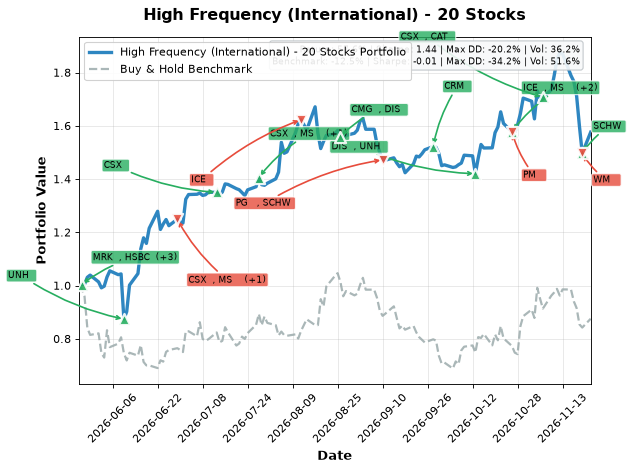 High Frequency (International) - 20 Stocks
CSX , CAT
High Frequency (International) - 20 Stocks Portfolio
1.44 | Max DD: -20.2% | Vol: 36.2%
Buy & Hold Benchmark
Benchmark: -12.5% | Sharpe: -0.01 | Max DD: -34.2% | Vol: 51.6%
CRM
ICE , MS (+2)
CMG , DIS
SCHW
CSX , MS
DIS , UNH
CSX
ICE
PM
WM
PG , SCHW
MRK , HSBC (+3)
UNH
CSX , MS (+1)
Portfolio Value
1.8
1.6
1.4
1.2
1.0
0.8
2026-06-06
2026-06-22
2026-07-08
2026-07-24
2026-08-09
2026-08-25
2026-09-10
2026-09-26
2026-10-12
2026-10-28
2026-11-13
Date